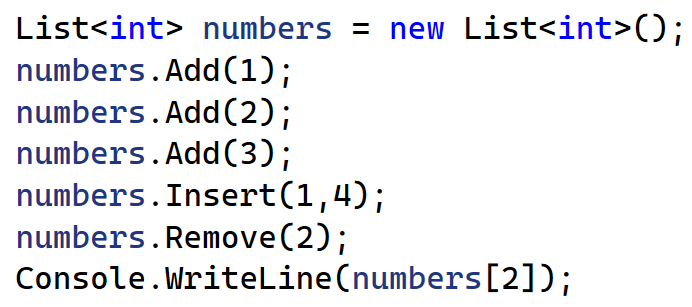 List<int> numbers = new List<int>();
numbers.Add(1);
numbers.Add(2);
numbers.Add(3);
numbers.Insert(1,4);
numbers.Remove(2);
Console.WriteLine(numbers[2]);